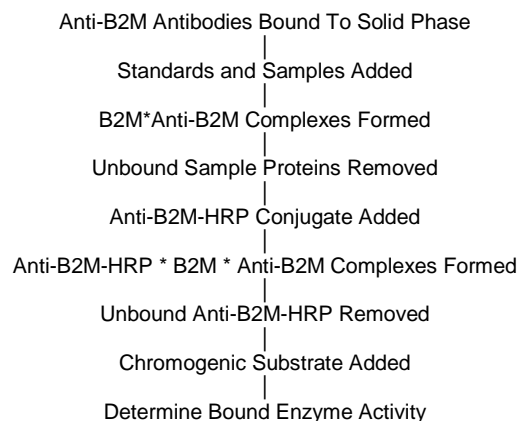 Anti-B2M Antibodies Bound To Solid Phase
Standards and Samples Added
B2M*Anti-B2M Complexes Formed
Unbound Sample Proteins Removed
Anti-B2M-HRP Conjugate Added
Anti-B2M-HRP * B2M * Anti-B2M Complexes Formed
Unbound Anti-B2M-HRP Removed
Chromogenic Substrate Added
Determine Bound Enzyme Activity